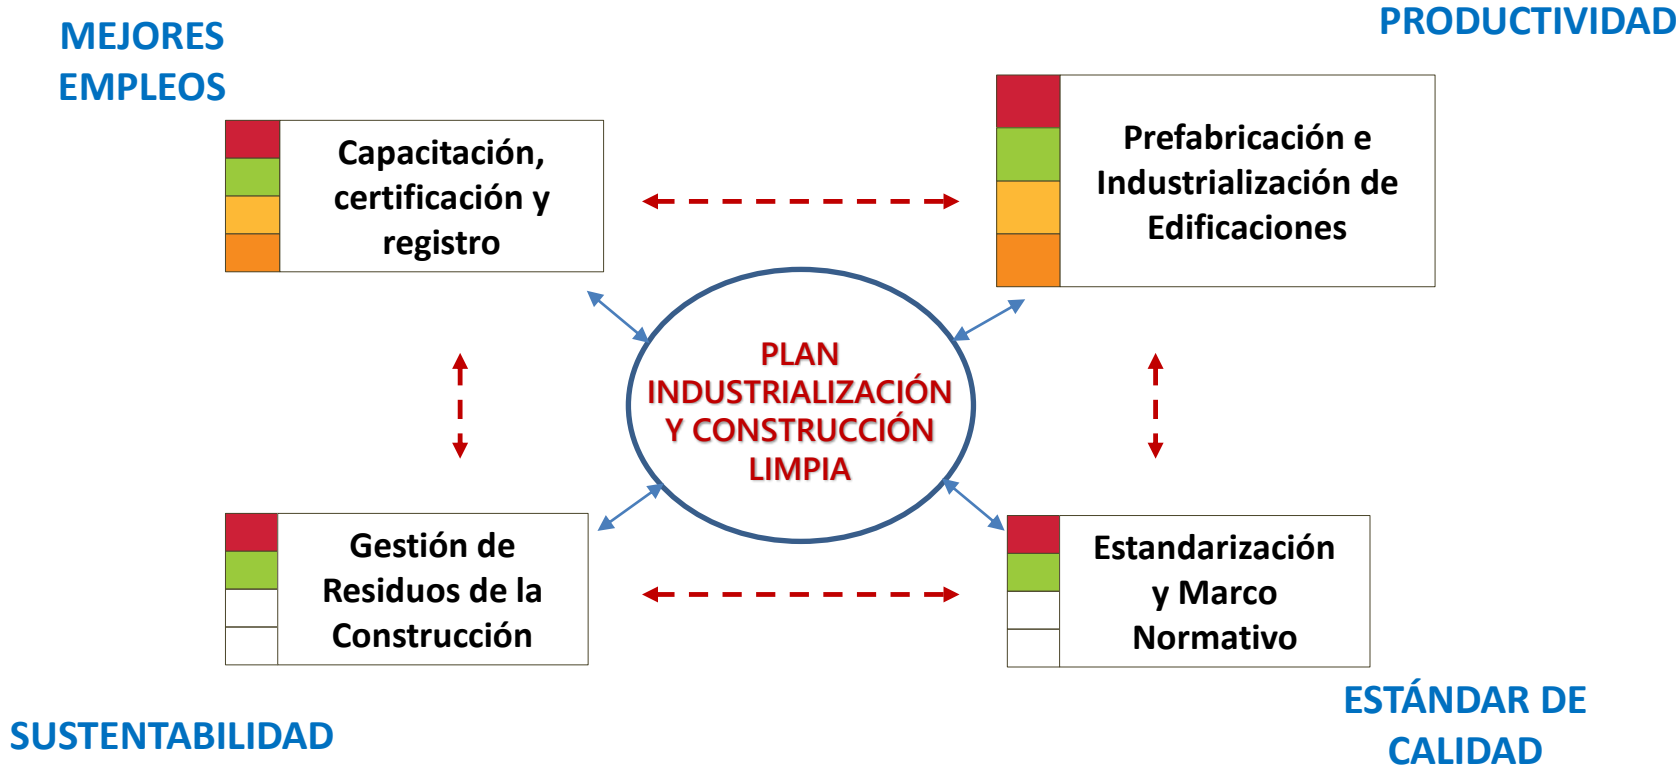 MEJORES
EMPLEOS
PRODUCTIVIDAD
Capacitación,
certificación y
registro
Prefabricación e
Industrialización de
Edificaciones
PLAN
INDUSTRIALIZACIÓN
Y CONSTRUCCIÓN
LIMPIA
Gestión de
Residuos de la
Construcción
Estandarización
y Marco
Normativo
SUSTENTABILIDAD
ESTÁNDAR DE
CALIDAD